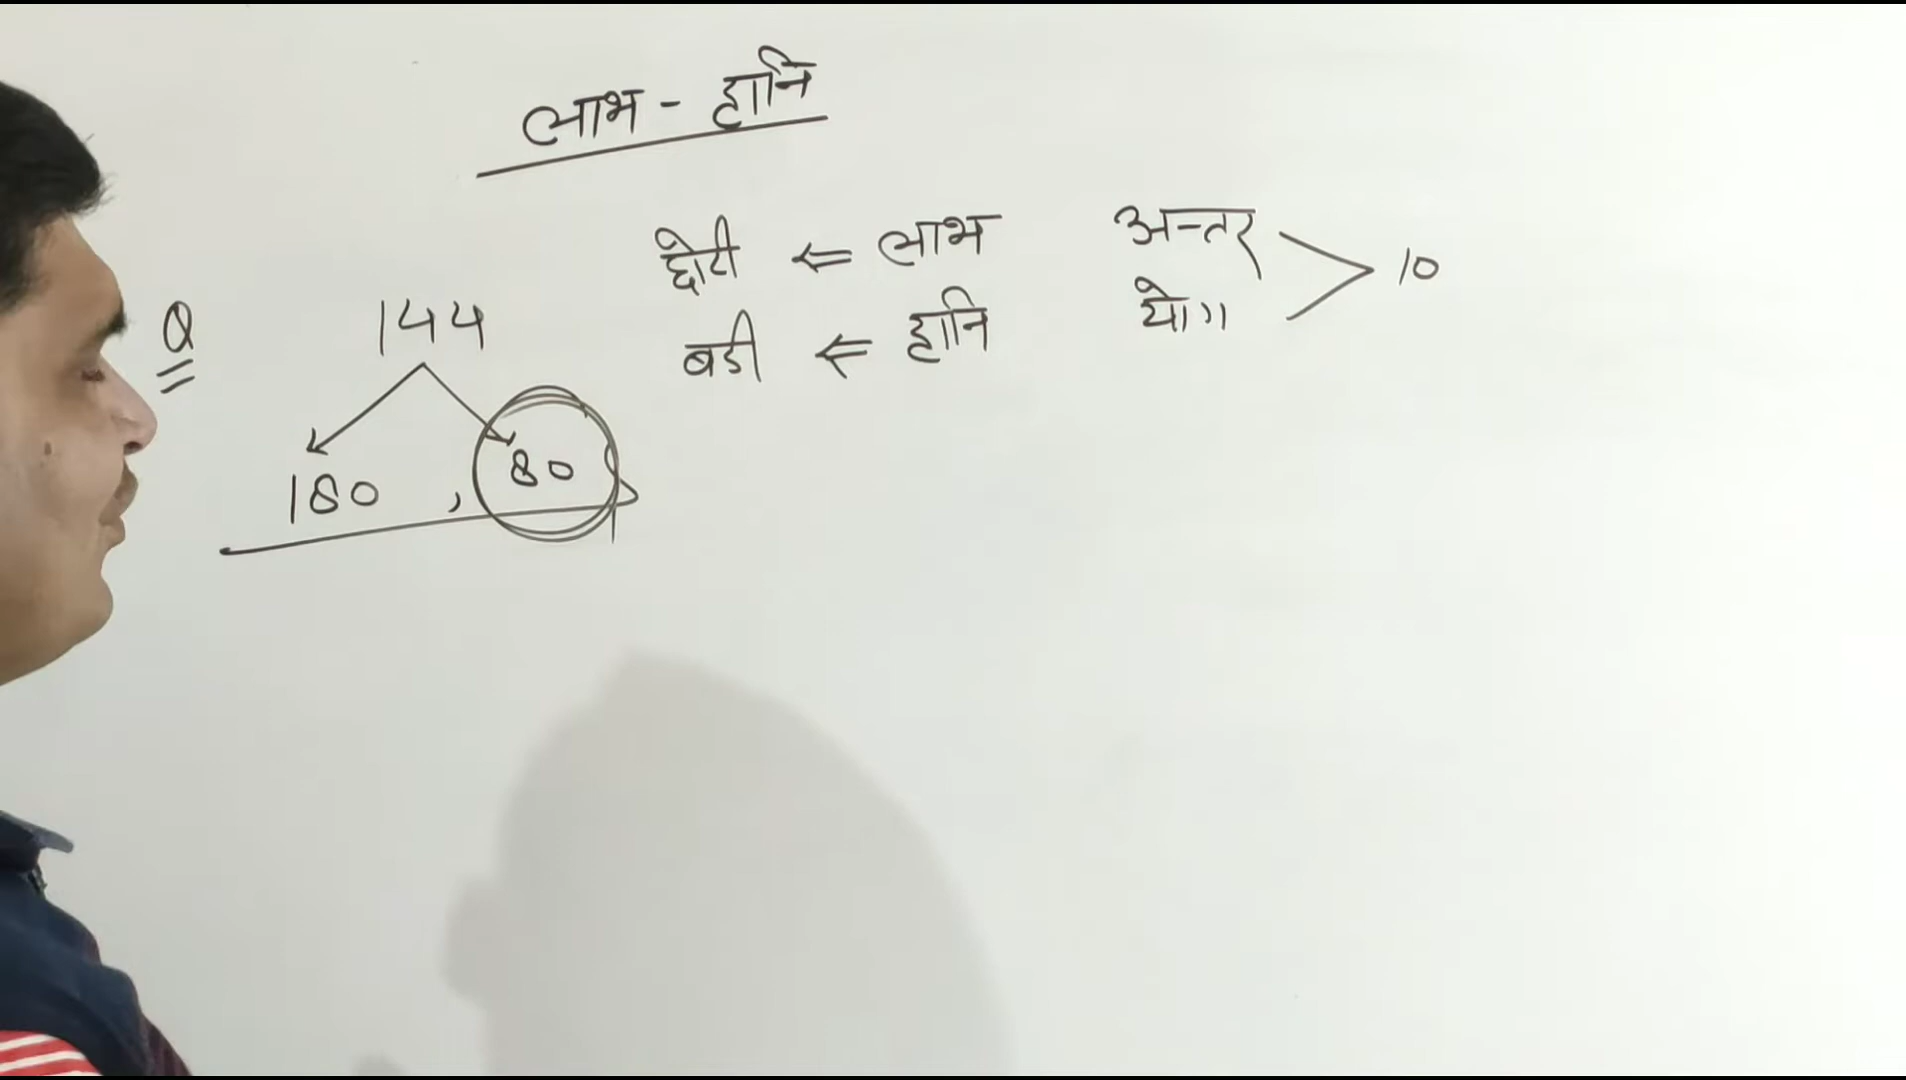 लाभ - हानि
छोटी ⇐ लाभ अन्तर
10
Q 144 बडी ⇐ हानि योग
180 , 80